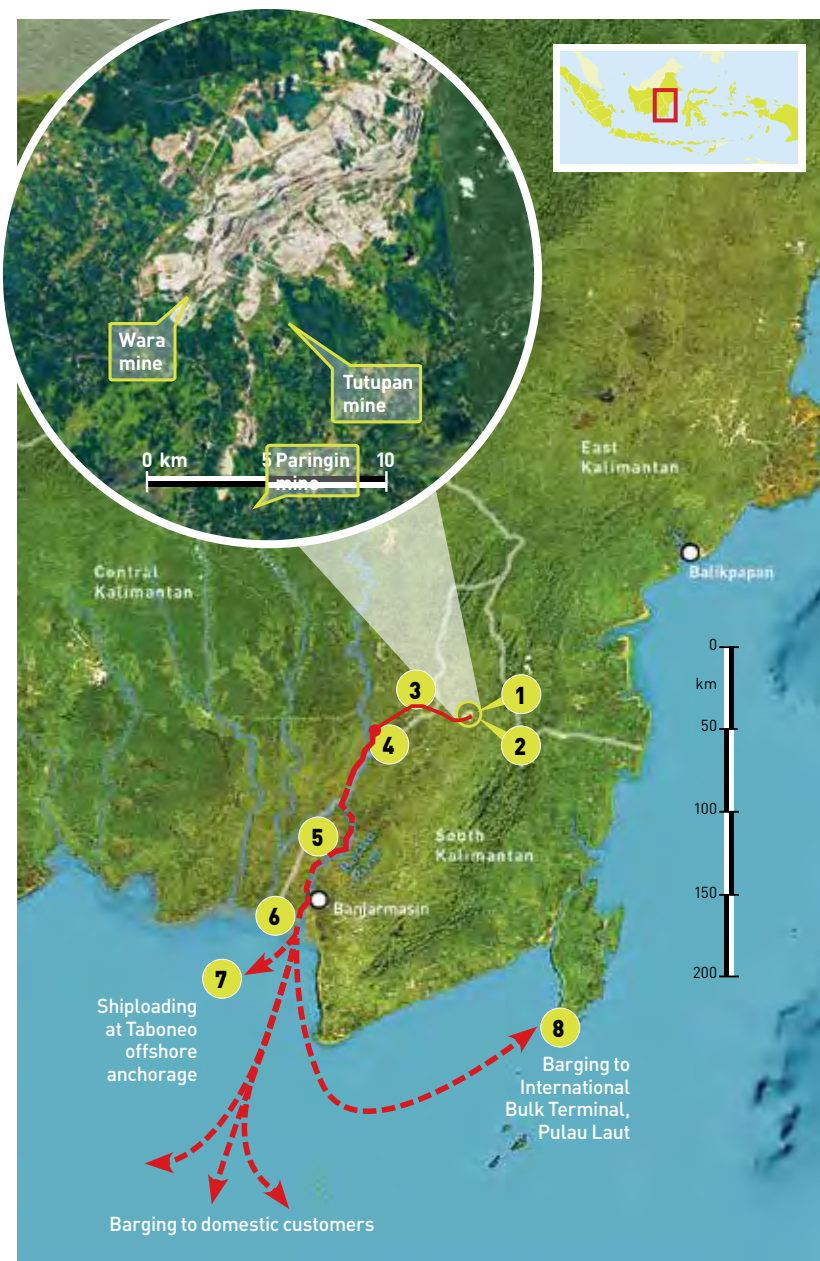 Wara
mine
Tutupan
mine
0 km
5
10
Paringin
mine
East
Kalimantan
Balikpapan
Central
Kalimantan
0
km
50
100
150
200
1
2
3
4
5
6
7
8
South
Kalimantan
Banjarmasin
Shiploading
at Taboneo
offshore
anchorage
Barging to
International
Bulk Terminal,
Pulau Laut
Barging to domestic customers